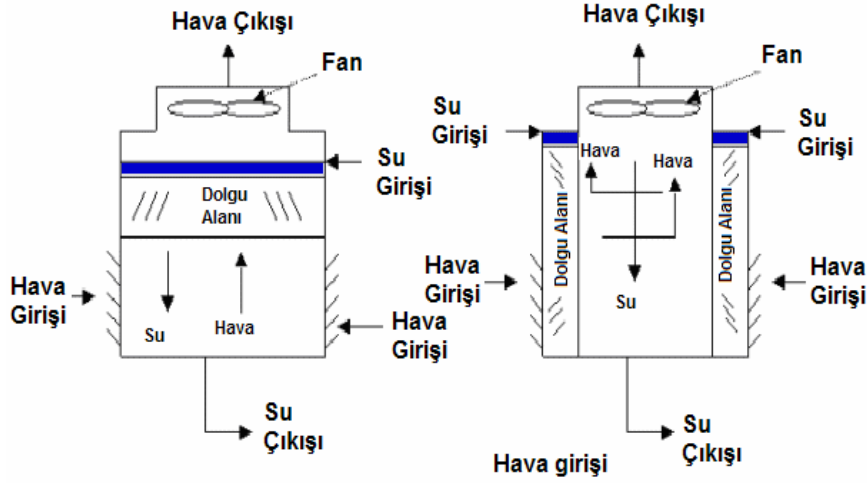 Hava Çıkışı
Fan
Su
Girişi
Dolgu
Alanı
Hava
Girişi
Su
Hava
Hava
Girişi
Su
Çıkışı
Hava Çıkışı
Fan
Su
Girişi
Su
Girişi
Hava
Hava
Dolgu Alanı
Dolgu Alanı
Hava
Girişi
Hava
Girişi
Su
Su
Çıkışı
Hava girişi